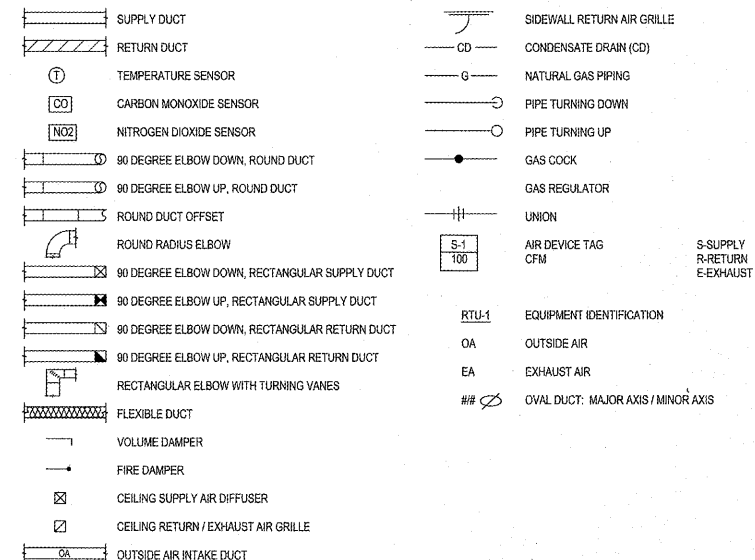 SUPPLY DUCT
RETURN DUCT
T TEMPERATURE SENSOR
CO CARBON MONOXIDE SENSOR
NO2 NITROGEN DIOXIDE SENSOR
90 DEGREE ELBOW DOWN, ROUND DUCT
90 DEGREE ELBOW UP, ROUND DUCT
ROUND DUCT OFFSET
ROUND RADIUS ELBOW
90 DEGREE ELBOW DOWN, RECTANGULAR SUPPLY DUCT
90 DEGREE ELBOW UP, RECTANGULAR SUPPLY DUCT
90 DEGREE ELBOW DOWN, RECTANGULAR RETURN DUCT
90 DEGREE ELBOW UP, RECTANGULAR RETURN DUCT
RECTANGULAR ELBOW WITH TURNING VANES
FLEXIBLE DUCT
VOLUME DAMPER
FIRE DAMPER
CEILING SUPPLY AIR DIFFUSER
CEILING RETURN / EXHAUST AIR GRILLE
OA OUTSIDE AIR INTAKE DUCT
SIDEWALL RETURN AIR GRILLE
CD CONDENSATE DRAIN (CD)
G NATURAL GAS PIPING
PIPE TURNING DOWN
PIPE TURNING UP
GAS COCK
GAS REGULATOR
UNION
S-1 AIR DEVICE TAG S-SUPPLY
100 CFM R-RETURN
E-EXHAUST
RTU-1 EQUIPMENT IDENTIFICATION
OA OUTSIDE AIR
EA EXHAUST AIR
#/# OVAL DUCT: MAJOR AXIS / MINOR AXIS